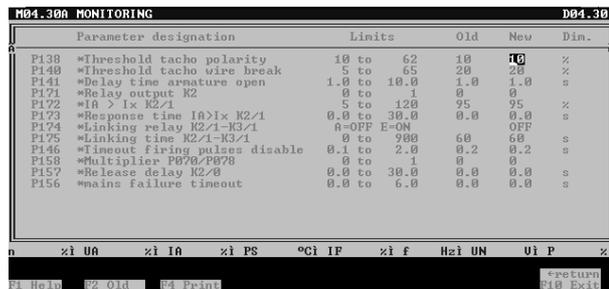 M04.30A MONITORING D04.30
Parameter designation Limits Old New Dim.
P138 *Threshold tacho polarity 10 to 62 10 10 %
P140 *Threshold tacho wire break 5 to 65 20 20 %
P141 *Delay time armature open 1.0 to 10.0 1.0 1.0 s
P171 *Relay output K2 0 to 1 0 0
P172 *IA > Ix K2/1 5 to 120 95 95 %
P173 *Response time IA>Ix K2/1 0.0 to 30.0 0.0 0.0 s
P174 *Linking relay K2/1-K3/1 A=OFF E=ON OFF
P175 *Linking time K2/1-K3/1 0 to 900 60 60 s
P146 *Timeout firing pulses disable 0.1 to 2.0 0.2 0.2 s
P158 *Multiplier P070/P078 0 to 1 0 0
P157 *Release delay K2/0 0.0 to 30.0 0.0 0.0 s
P156 *mains failure timeout 0.0 to 6.0 0.0 0.0 s
n %ì UA %ì IA %ì PS ºCì IF %ì f Hzì UN Vì P %
←return
F1 Help F2 Old F4 Print F10 Exit